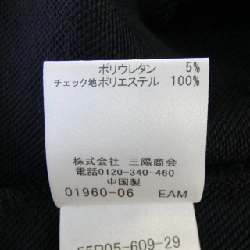 ポリウレタン 5%
チェック地ポリエステル 100%
株式会社 三陽商会
電話0120-340-460
中国製
01960-06 EAM